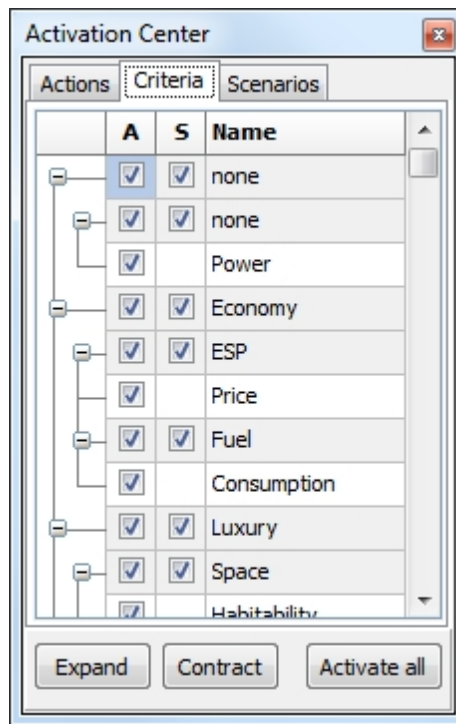 Activation Center
Actions Criteria Scenarios
A S Name
none
none
Power
Economy
ESP
Price
Fuel
Consumption
Luxury
Space
Habitability
Expand Contract Activate all